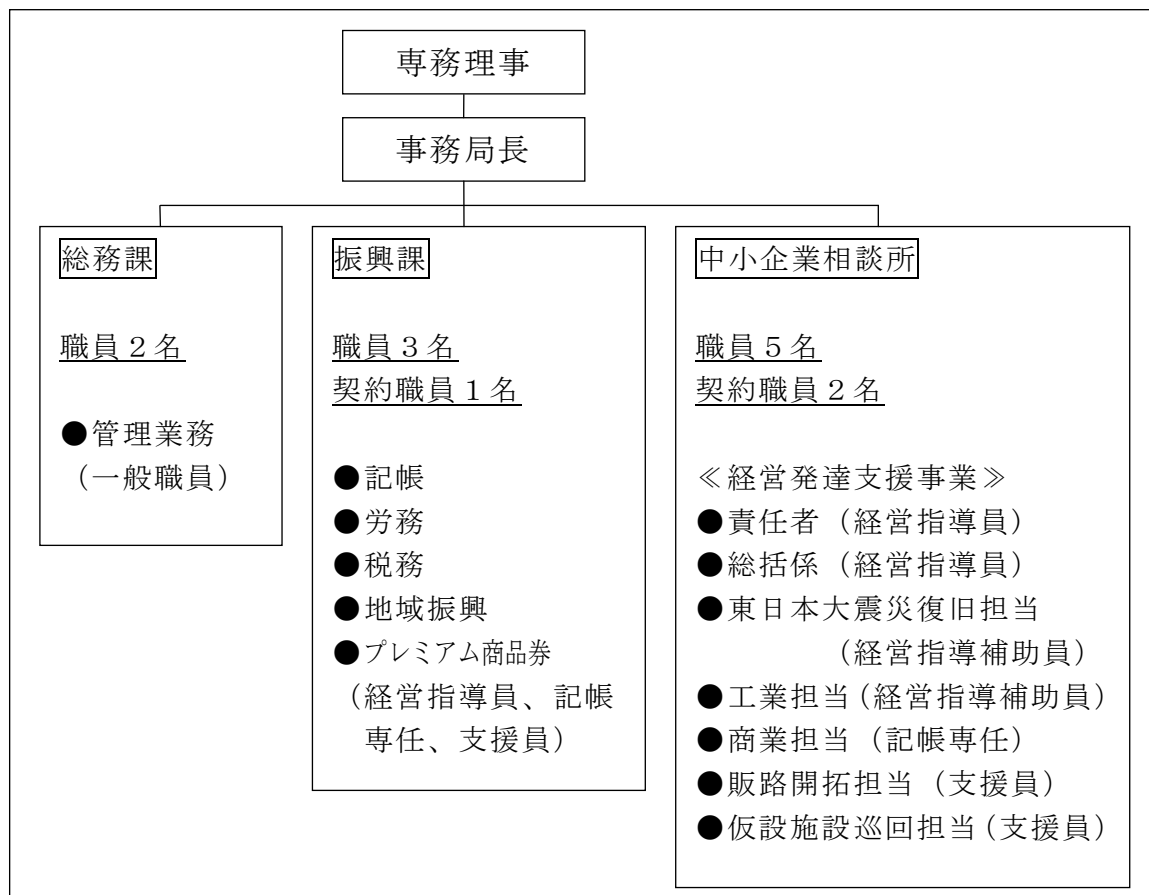 専務理事
事務局長
総務課
職員２名
●管理業務
（一般職員）
振興課
職員３名
契約職員１名
●記帳
●労務
●税務
●地域振興
●プレミアム商品券
（経営指導員、記帳
専任、支援員）
中小企業相談所
職員５名
契約職員２名
≪経営発達支援事業≫
●責任者（経営指導員）
●総括係（経営指導員）
●東日本大震災復旧担当
（経営指導補助員）
●工業担当（経営指導補助員）
●商業担当（記帳専任）
●販路開拓担当（支援員）
●仮設施設巡回担当（支援員）